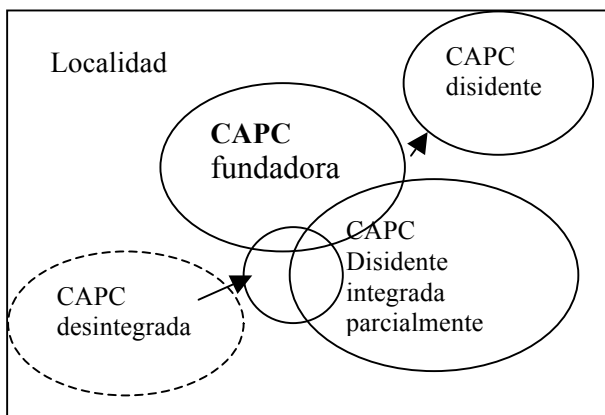 Localidad
CAPC
disidente
CAPC
fundadora
CAPC
Disidente
integrada
parcialmente
CAPC
desintegrada